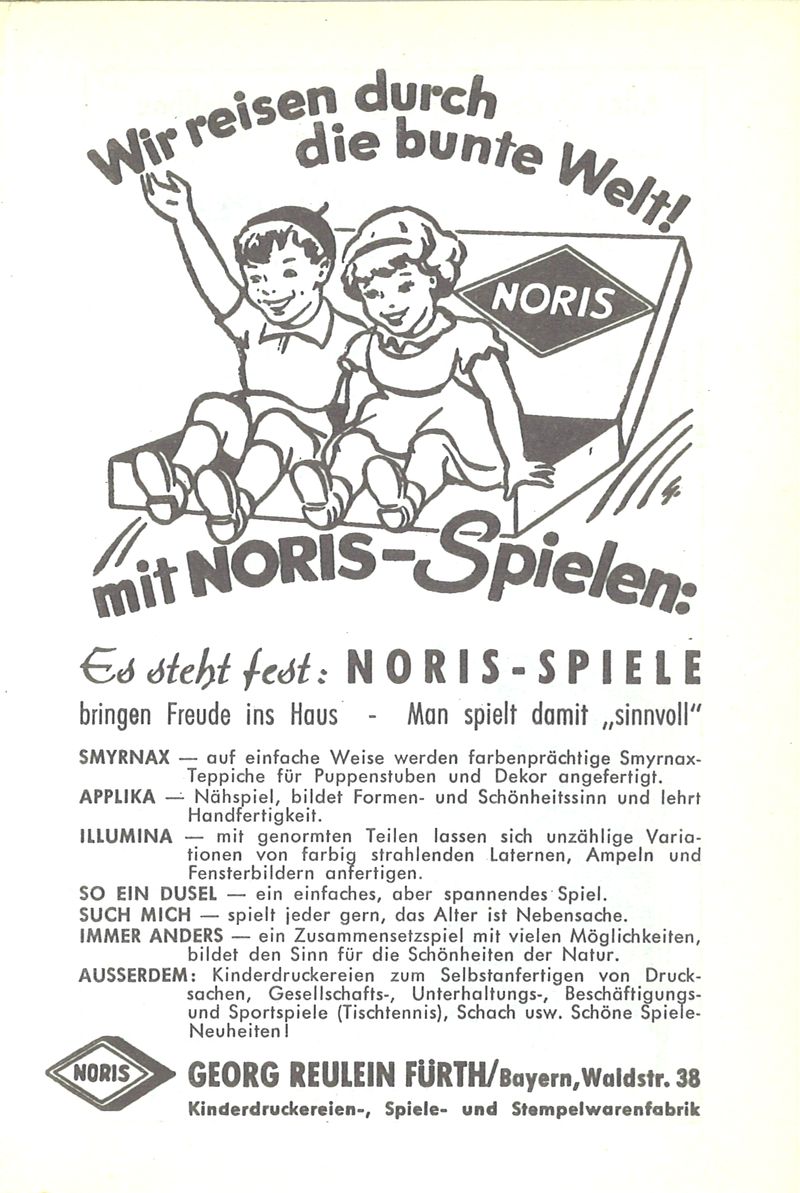 Wir reisen durch
die bunte Welt!
NORIS
G.
mit NORIS-Spielen:
Es steht fest: NORIS-SPIELE
bringen Freude ins Haus - Man spielt damit „sinnvoll"
SMYRNAX — auf einfache Weise werden farbenprächtige Smyrnax-
Teppiche für Puppenstuben und Dekor angefertigt.
APPLIKA — Nähspiel, bildet Formen- und Schönheitssinn und lehrt
Handfertigkeit.
ILLUMINA — mit genormten Teilen lassen sich unzählige Varia-
tionen von farbig strahlenden Laternen, Ampeln und
Fensterbildern anfertigen.
SO EIN DUSEL — ein einfaches, aber spannendes Spiel.
SUCH MICH — spielt jeder gern, das Alter ist Nebensache.
IMMER ANDERS — ein Zusammensetzspiel mit vielen Möglichkeiten,
bildet den Sinn für die Schönheiten der Natur.
AUSSERDEM: Kinderdruckereien zum Selbstanfertigen von Druck-
sachen, Gesellschafts-, Unterhaltungs-, Beschäftigungs-
und Sportspiele (Tischtennis), Schach usw. Schöne Spiele-
Neuheiten!
NORIS
GEORG REULEIN FÜRTH/Bayern, Waldstr. 38
Kinderdruckereien-, Spiele- und Stempelwarenfabrik